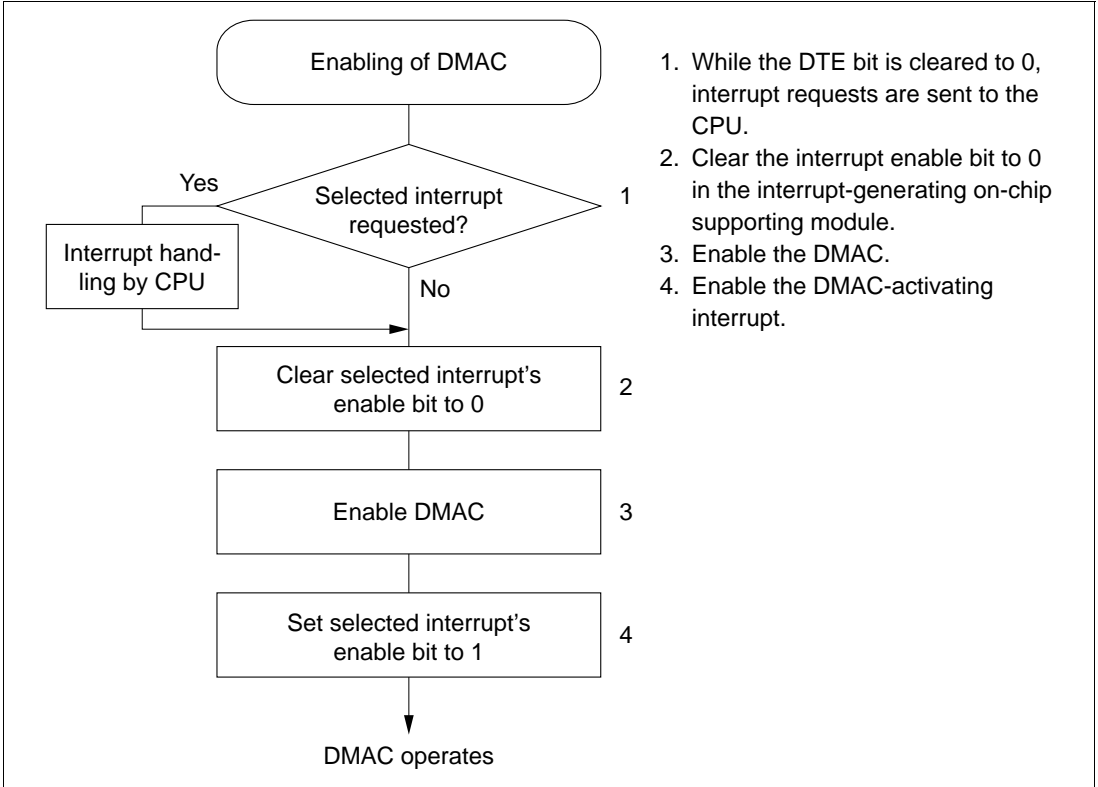 Enabling of DMAC
Selected interrupt
requested?
1
Yes
Interrupt hand-
ling by CPU
No
Clear selected interrupt's
enable bit to 0
2
Enable DMAC
3
Set selected interrupt's
enable bit to 1
4
DMAC operates
1. While the DTE bit is cleared to 0,
interrupt requests are sent to the
CPU.
2. Clear the interrupt enable bit to 0
in the interrupt-generating on-chip
supporting module.
3. Enable the DMAC.
4. Enable the DMAC-activating
interrupt.